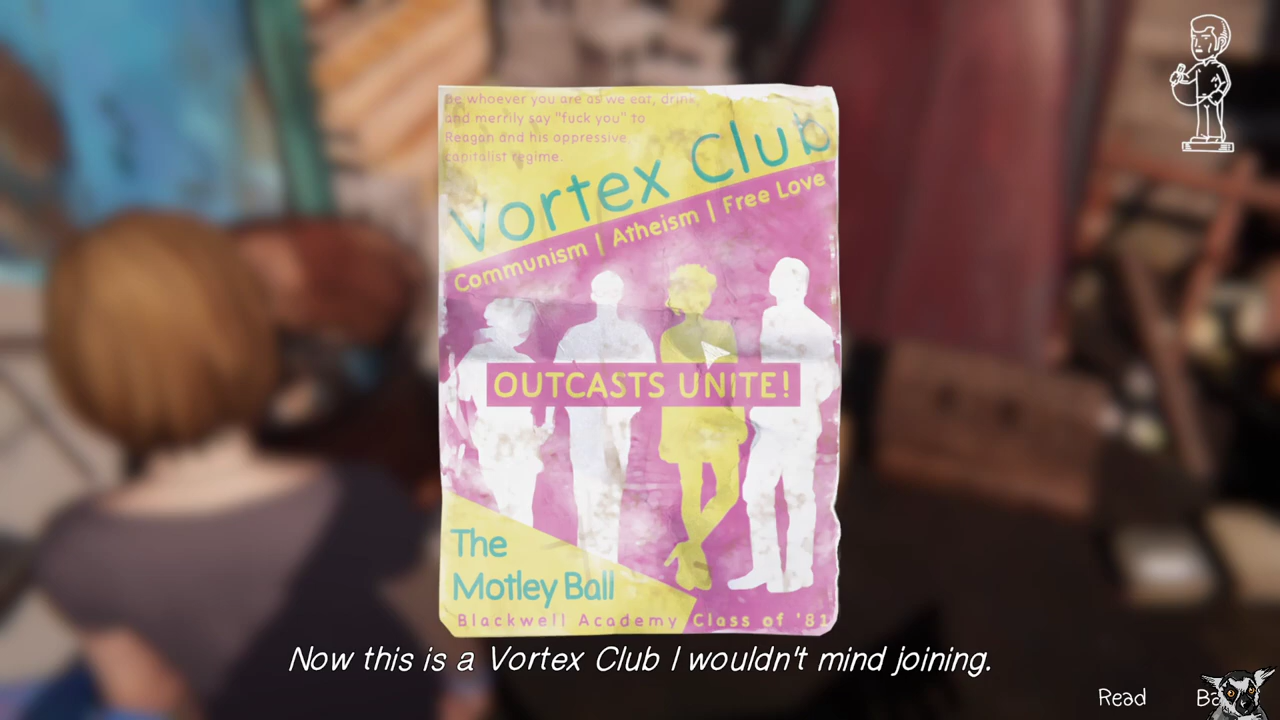 Be whoever you are as we eat, drink,
and merrily say "fuck you" to
Reagan and his oppressive
capitalist regime.
Vortex Club
Communism | Atheism | Free Love
OUTCASTS UNITE!
The
Motley Ball
Blackwell Academy Class of '81
Now this is a Vortex Club I wouldn't mind joining.
Read